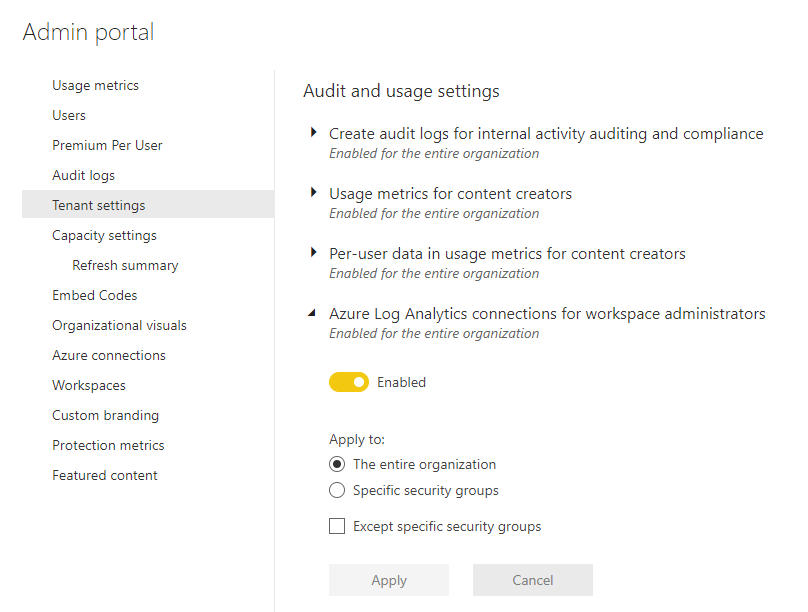 Admin portal
Usage metrics
Users
Premium Per User
Audit logs
Tenant settings
Capacity settings
Refresh summary
Embed Codes
Organizational visuals
Azure connections
Workspaces
Custom branding
Protection metrics
Featured content
Audit and usage settings
Create audit logs for internal activity auditing and compliance
Enabled for the entire organization
Usage metrics for content creators
Enabled for the entire organization
Per-user data in usage metrics for content creators
Enabled for the entire organization
Azure Log Analytics connections for workspace administrators
Enabled for the entire organization
Enabled
Apply to:
The entire organization
Specific security groups
Except specific security groups
Apply
Cancel